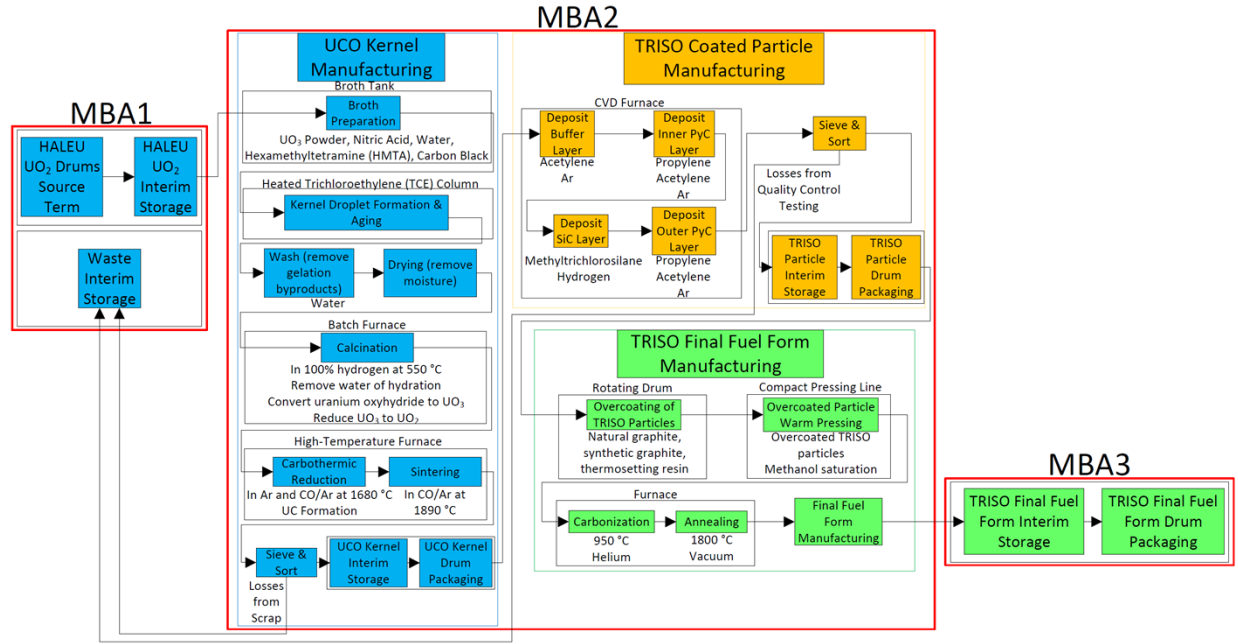 MBA2
MBA1
HALEU
UO₂ Drums
Source
Term
HALEU
UO₂
Interim
Storage
Waste
Interim
Storage
UCO Kernel
Manufacturing
Broth Tank
Broth
Preparation
UO₃ Powder, Nitric Acid, Water,
Hexamethyltetramine (HMTA), Carbon Black
Heated Trichloroethylene (TCE) Column
Kernel Droplet Formation &
Aging
Wash (remove
gelation
byproducts)
Water
Drying (remove
moisture)
Batch Furnace
Calcination
In 100% hydrogen at 550 °C
Remove water of hydration
Convert uranium oxyhydride to UO₃
Reduce UO₃ to UO₂
High-Temperature Furnace
Carbothermic
Reduction
In Ar and CO/Ar at 1680 °C
UC Formation
Sintering
In CO/Ar at
1890 °C
Sieve &
Sort
Losses
from
Scrap
UCO Kernel
Interim
Storage
UCO Kernel
Drum
Packaging
TRISO Coated Particle
Manufacturing
CVD Furnace
Deposit
Buffer
Layer
Acetylene
Ar
Deposit
Inner PyC
Layer
Propylene
Acetylene
Ar
Deposit
SiC Layer
Methyltrichlorosilane
Hydrogen
Deposit
Outer PyC
Layer
Propylene
Acetylene
Ar
Sieve &
Sort
Losses from
Quality Control
Testing
TRISO
Particle
Interim
Storage
TRISO
Particle
Drum
Packaging
TRISO Final Fuel Form
Manufacturing
Rotating Drum
Overcoating of
TRISO Particles
Natural graphite,
synthetic graphite,
thermosetting resin
Compact Pressing Line
Overcoated Particle
Warm Pressing
Overcoated TRISO
particles
Methanol saturation
Furnace
Carbonization
950 °C
Helium
Annealing
1800 °C
Vacuum
Final Fuel
Form
Manufacturing
MBA3
TRISO Final Fuel
Form Interim
Storage
TRISO Final Fuel
Form Drum
Packaging